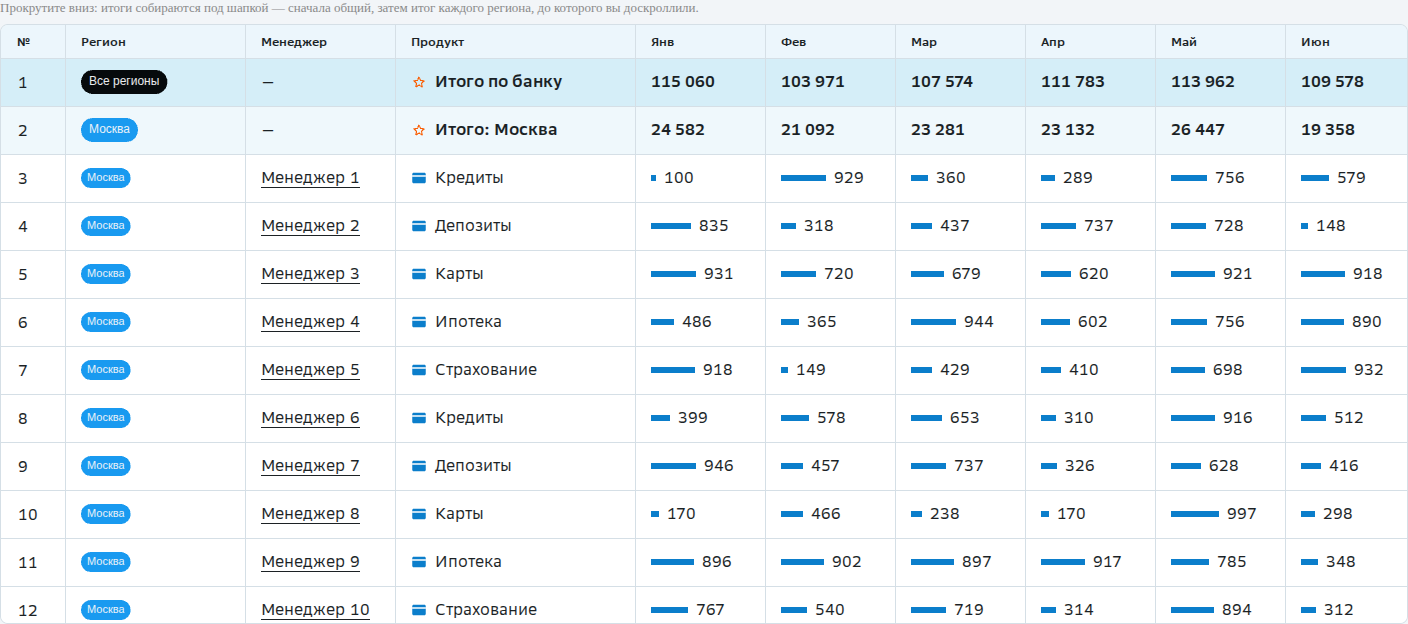 Прокрутите вниз: итоги собираются под шапкой — сначала общий, затем итог каждого региона, до которого вы доскроллили.
№ Регион Менеджер Продукт Янв Фев Мар Апр Май Июн
1 Все регионы — Итого по банку 115 060 103 971 107 574 111 783 113 962 109 578
2 Москва — Итого: Москва 24 582 21 092 23 281 23 132 26 447 19 358
3 Москва Менеджер 1 Кредиты 100 929 360 289 756 579
4 Москва Менеджер 2 Депозиты 835 318 437 737 728 148
5 Москва Менеджер 3 Карты 931 720 679 620 921 918
6 Москва Менеджер 4 Ипотека 486 365 944 602 756 890
7 Москва Менеджер 5 Страхование 918 149 429 410 698 932
8 Москва Менеджер 6 Кредиты 399 578 653 310 916 512
9 Москва Менеджер 7 Депозиты 946 457 737 326 628 416
10 Москва Менеджер 8 Карты 170 466 238 170 997 298
11 Москва Менеджер 9 Ипотека 896 902 897 917 785 348
12 Москва Менеджер 10 Страхование 767 540 719 314 894 312